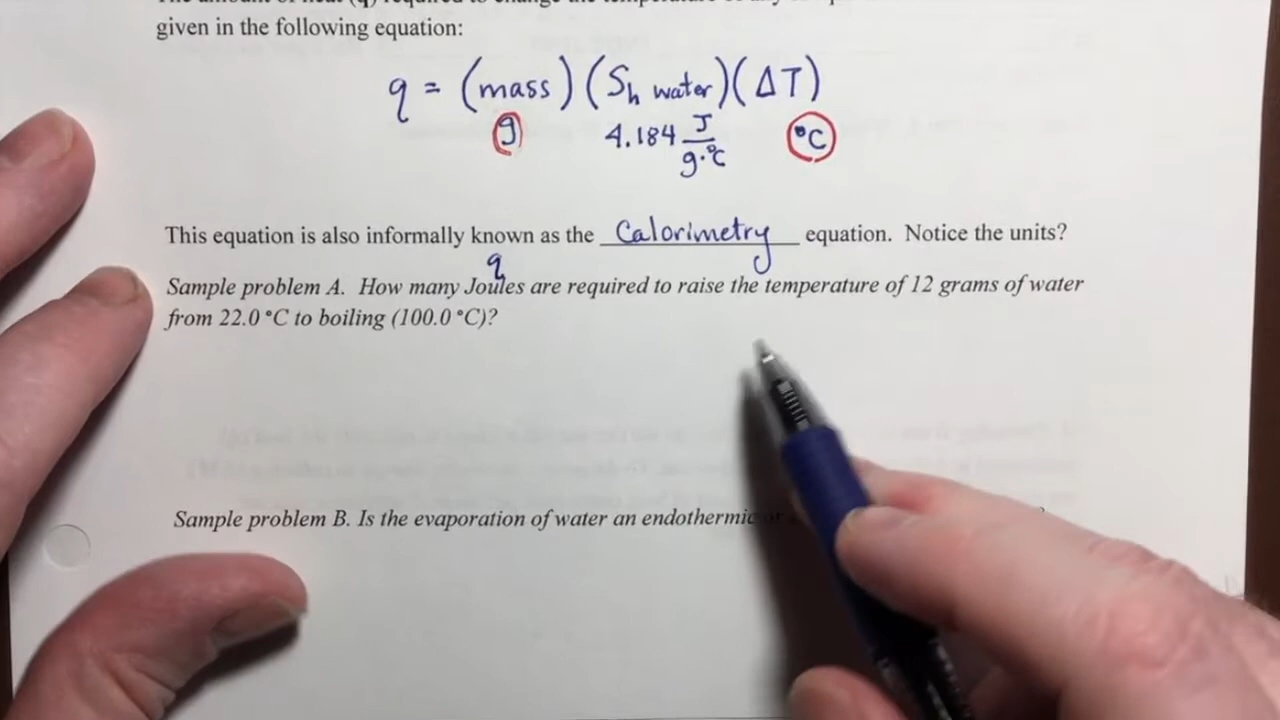 given in the following equation:
q = (mass) (Sh water) (ΔT)
g 4.184 J/g·°C °C
This equation is also informally known as the Calorimetry equation. Notice the units?
q
Sample problem A. How many Joules are required to raise the temperature of 12 grams of water
from 22.0 °C to boiling (100.0 °C)?
Sample problem B. Is the evaporation of water an endothermic